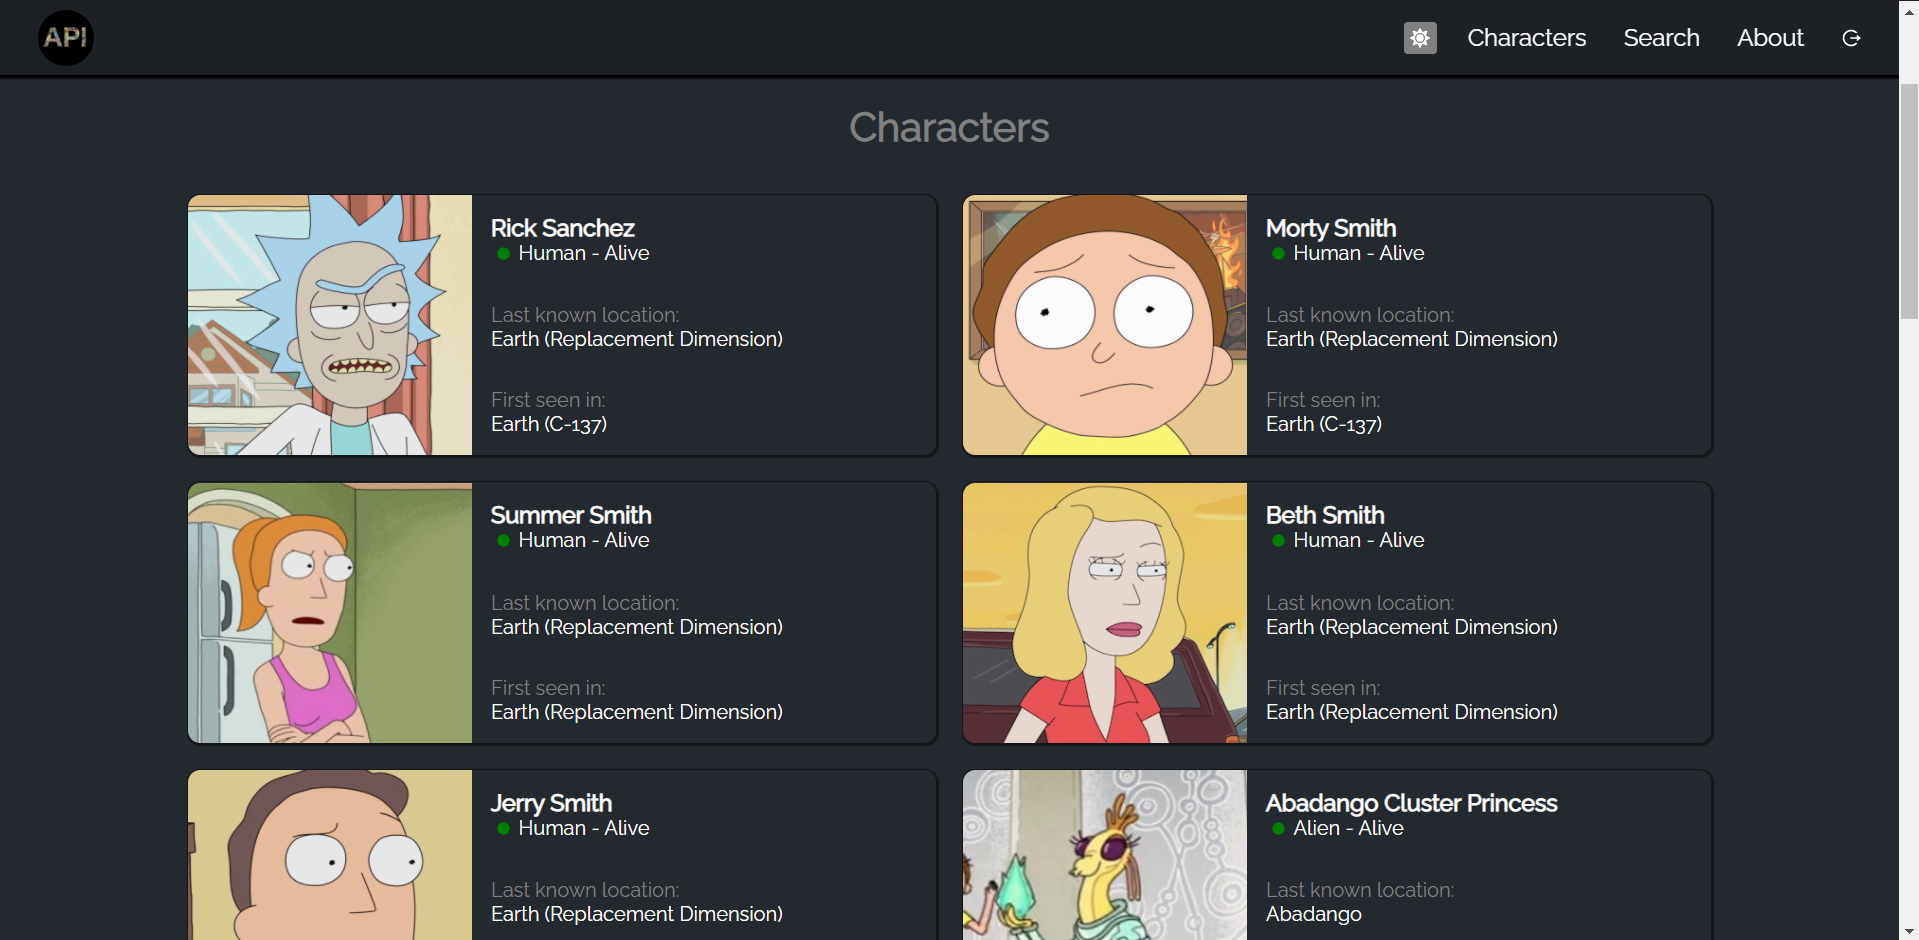 API
Characters
Search
About
Characters
Rick Sanchez
Human - Alive
Last known location:
Earth (Replacement Dimension)
First seen in:
Earth (C-137)
Morty Smith
Human - Alive
Last known location:
Earth (Replacement Dimension)
First seen in:
Earth (C-137)
Summer Smith
Human - Alive
Last known location:
Earth (Replacement Dimension)
First seen in:
Earth (Replacement Dimension)
Beth Smith
Human - Alive
Last known location:
Earth (Replacement Dimension)
First seen in:
Earth (Replacement Dimension)
Jerry Smith
Human - Alive
Last known location:
Earth (Replacement Dimension)
Abadango Cluster Princess
Alien - Alive
Last known location:
Abadango